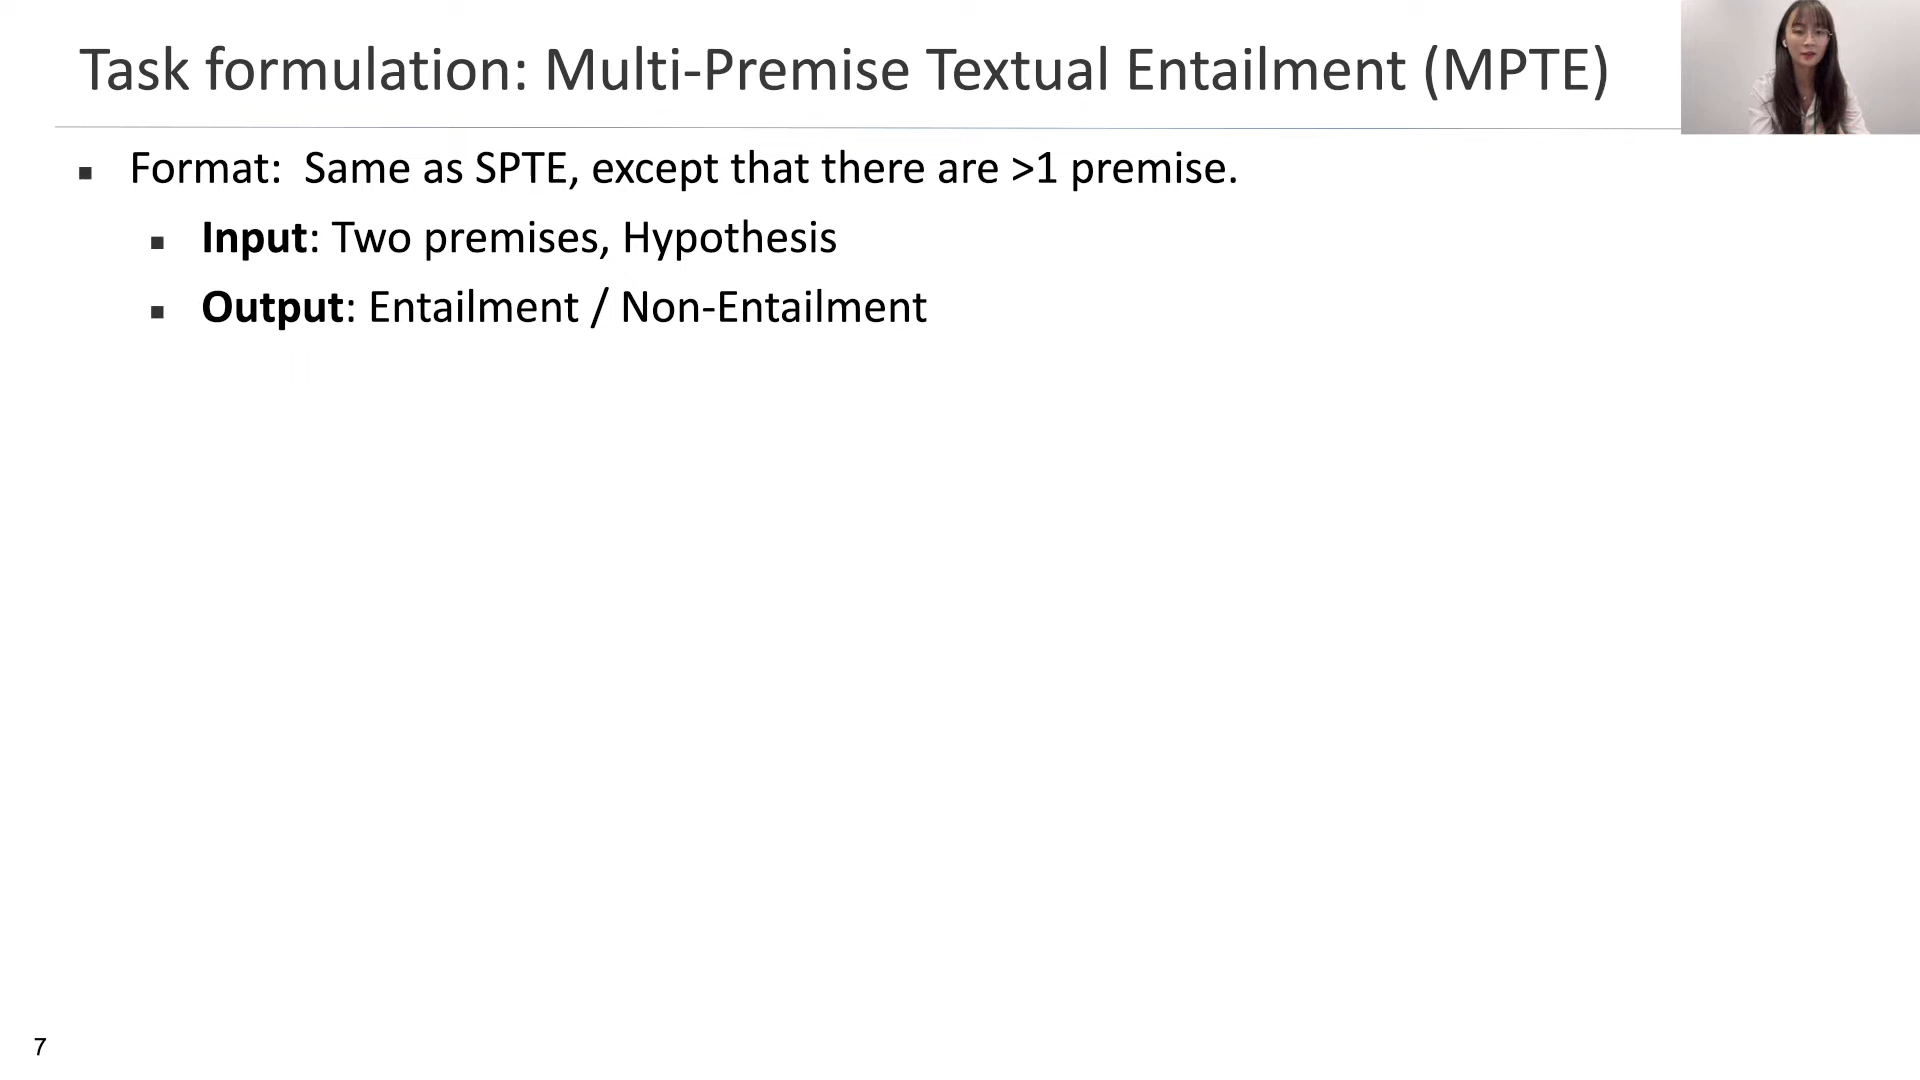 Task formulation: Multi-Premise Textual Entailment (MPTE)
Format: Same as SPTE, except that there are >1 premise.
Input: Two premises, Hypothesis
Output: Entailment / Non-Entailment
7